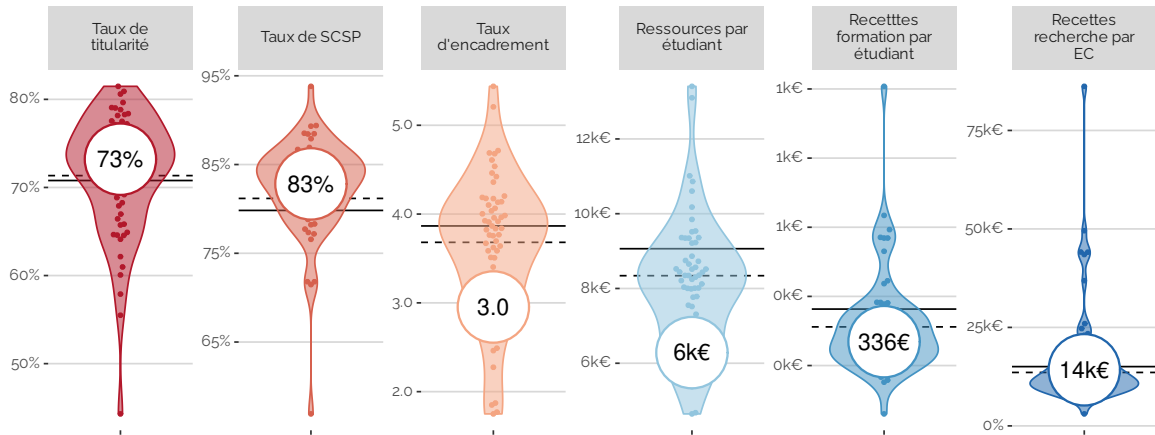 Taux de
titularité
Taux de SCSP
Taux
d'encadrement
Ressources par
étudiant
Recetttes
formation par
étudiant
Recettes
recherche par
EC
80%
70%
60%
50%
73%
95%
85%
75%
65%
83%
5.0
4.0
3.0
2.0
3.0
12k€
10k€
8k€
6k€
6k€
1k€
1k€
1k€
0k€
0k€
336€
75k€
50k€
25k€
0%
14k€